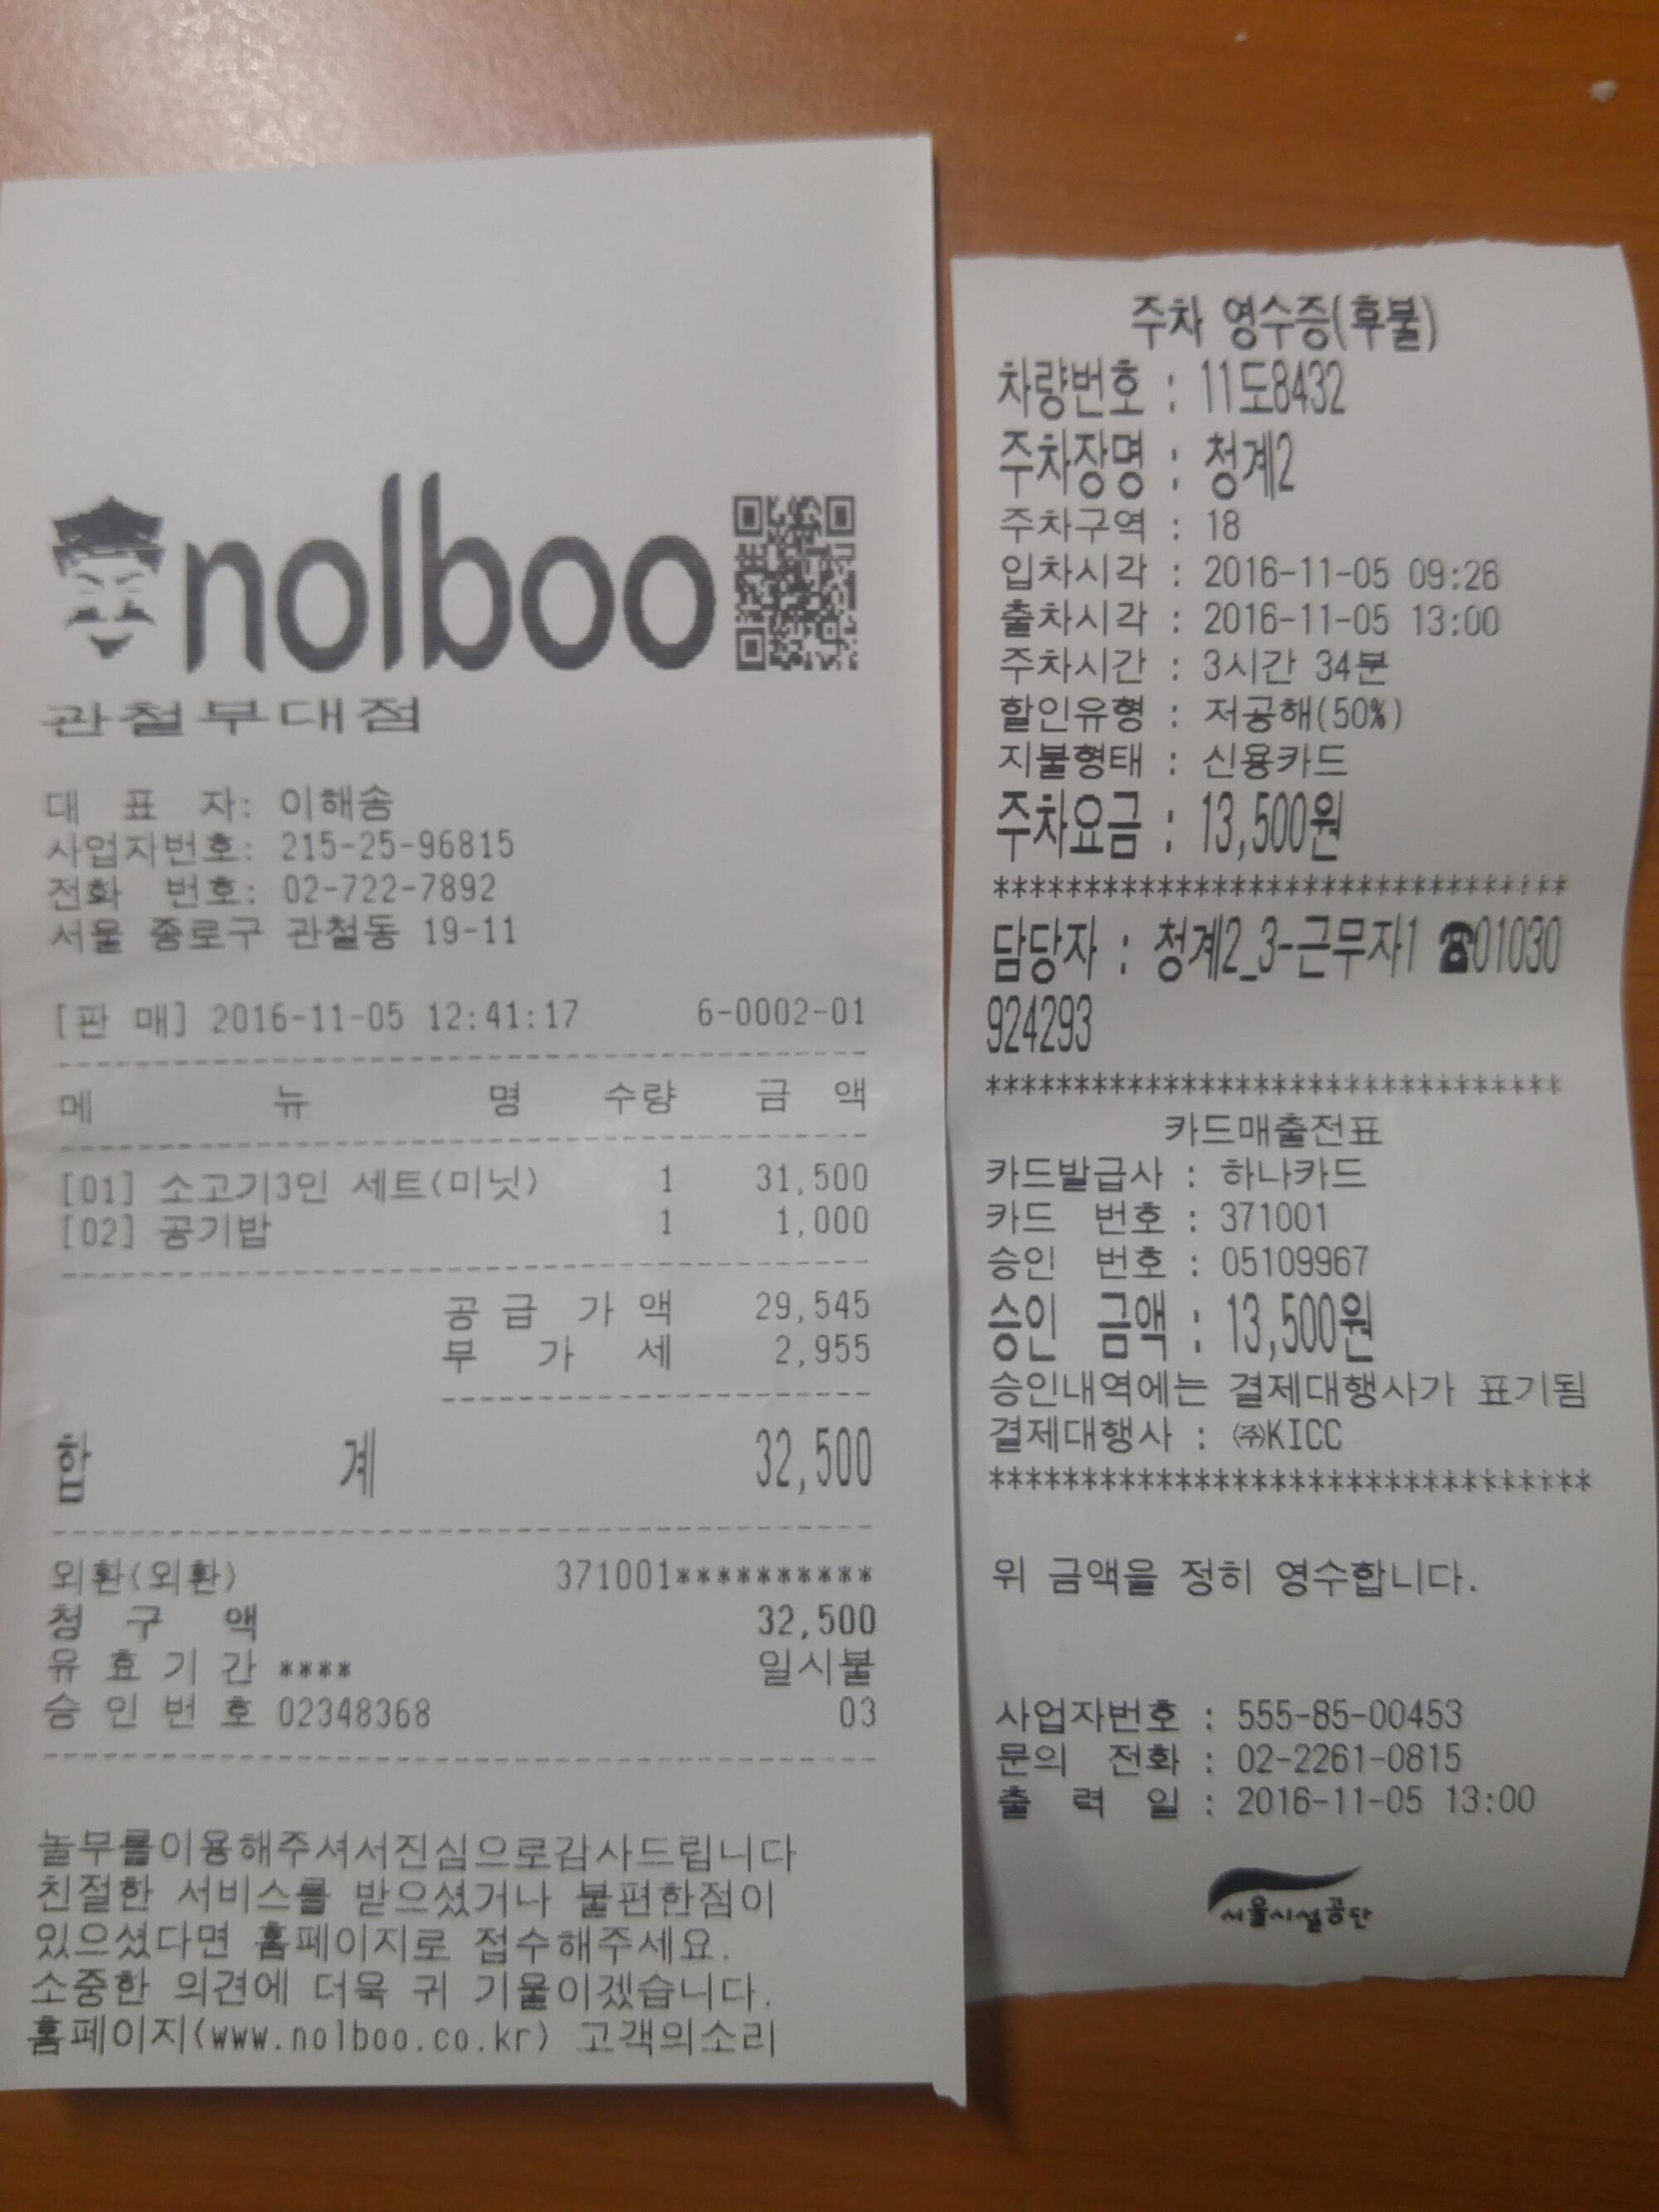 nolboo
관철부대점
대 표 자: 이해송
사업자번호: 215-25-96815
전화 번호: 02-722-7892
서울 종로구 관철동 19-11
[판 매] 2016-11-05 12:41:17 6-0002-01
메 뉴 명 수량 금 액
[01] 소고기3인 세트(미닛) 1 31,500
[02] 공기밥 1 1,000
공 급 가 액 29,545
부 가 세 2,955
합 계 32,500
외환(외환) 371001**********
청 구 액 32,500
유 효 기 간 **** 일시불
승 인 번 호 02348368 03
놀부를이용해주셔서진심으로감사드립니다
친절한 서비스를 받으셨거나 불편한점이
있으셨다면 홈페이지로 접수해주세요.
소중한 의견에 더욱 귀 기울이겠습니다.
홈페이지(www.nolboo.co.kr) 고객의소리
주차 영수증(후불)
차량번호 : 11도8432
주차장명 : 청계2
주차구역 : 18
입차시각 : 2016-11-05 09:26
출차시각 : 2016-11-05 13:00
주차시간 : 3시간 34분
할인유형 : 저공해(50%)
지불형태 : 신용카드
주차요금 : 13,500원
*******************************
담당자 : 청계2_3-근무자1 ☎01030
924293
*******************************
카드매출전표
카드발급사 : 하나카드
카드 번호 : 371001
승인 번호 : 05109967
승인 금액 : 13,500원
승인내역에는 결제대행사가 표기됨
결제대행사 : ㈜KICC
*******************************
위 금액을 정히 영수합니다.
사업자번호 : 555-85-00453
문의 전화 : 02-2261-0815
출 력 일 : 2016-11-05 13:00
서울시설공단